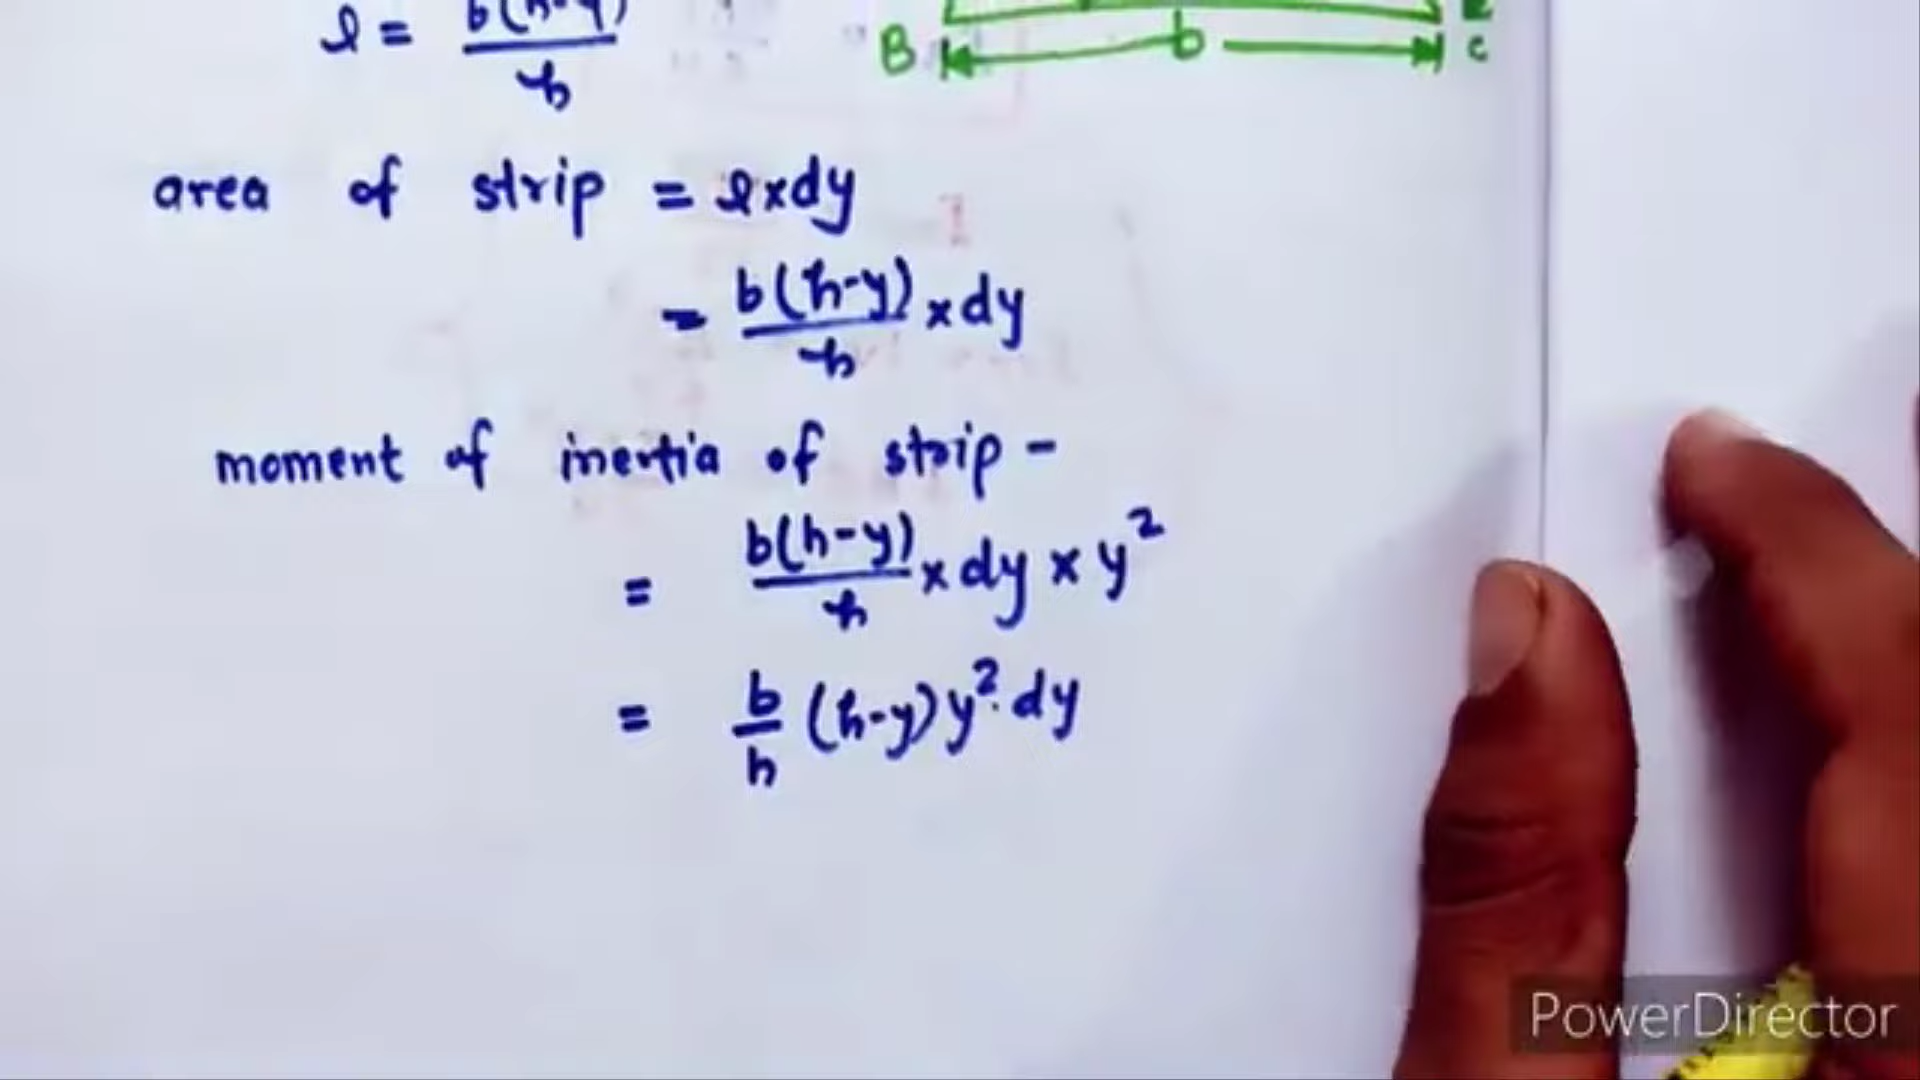 l = b(h-y)/h
B b c
area of strip = l×dy
= b(h-y)/h × dy
moment of inertia of strip -
= b(h-y)/h × dy × y²
= b/h (h-y) y². dy
PowerDirector